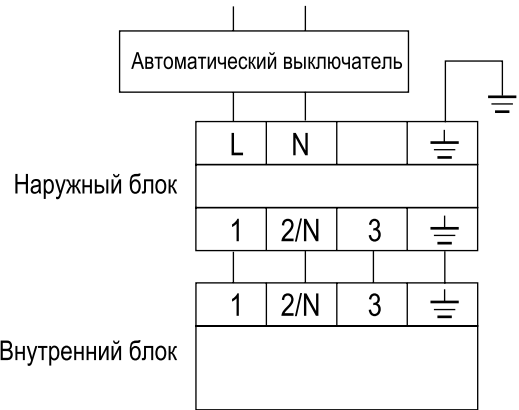 Автоматический выключатель
L N
Наружный блок
1 2/N 3
1 2/N 3
Внутренний блок